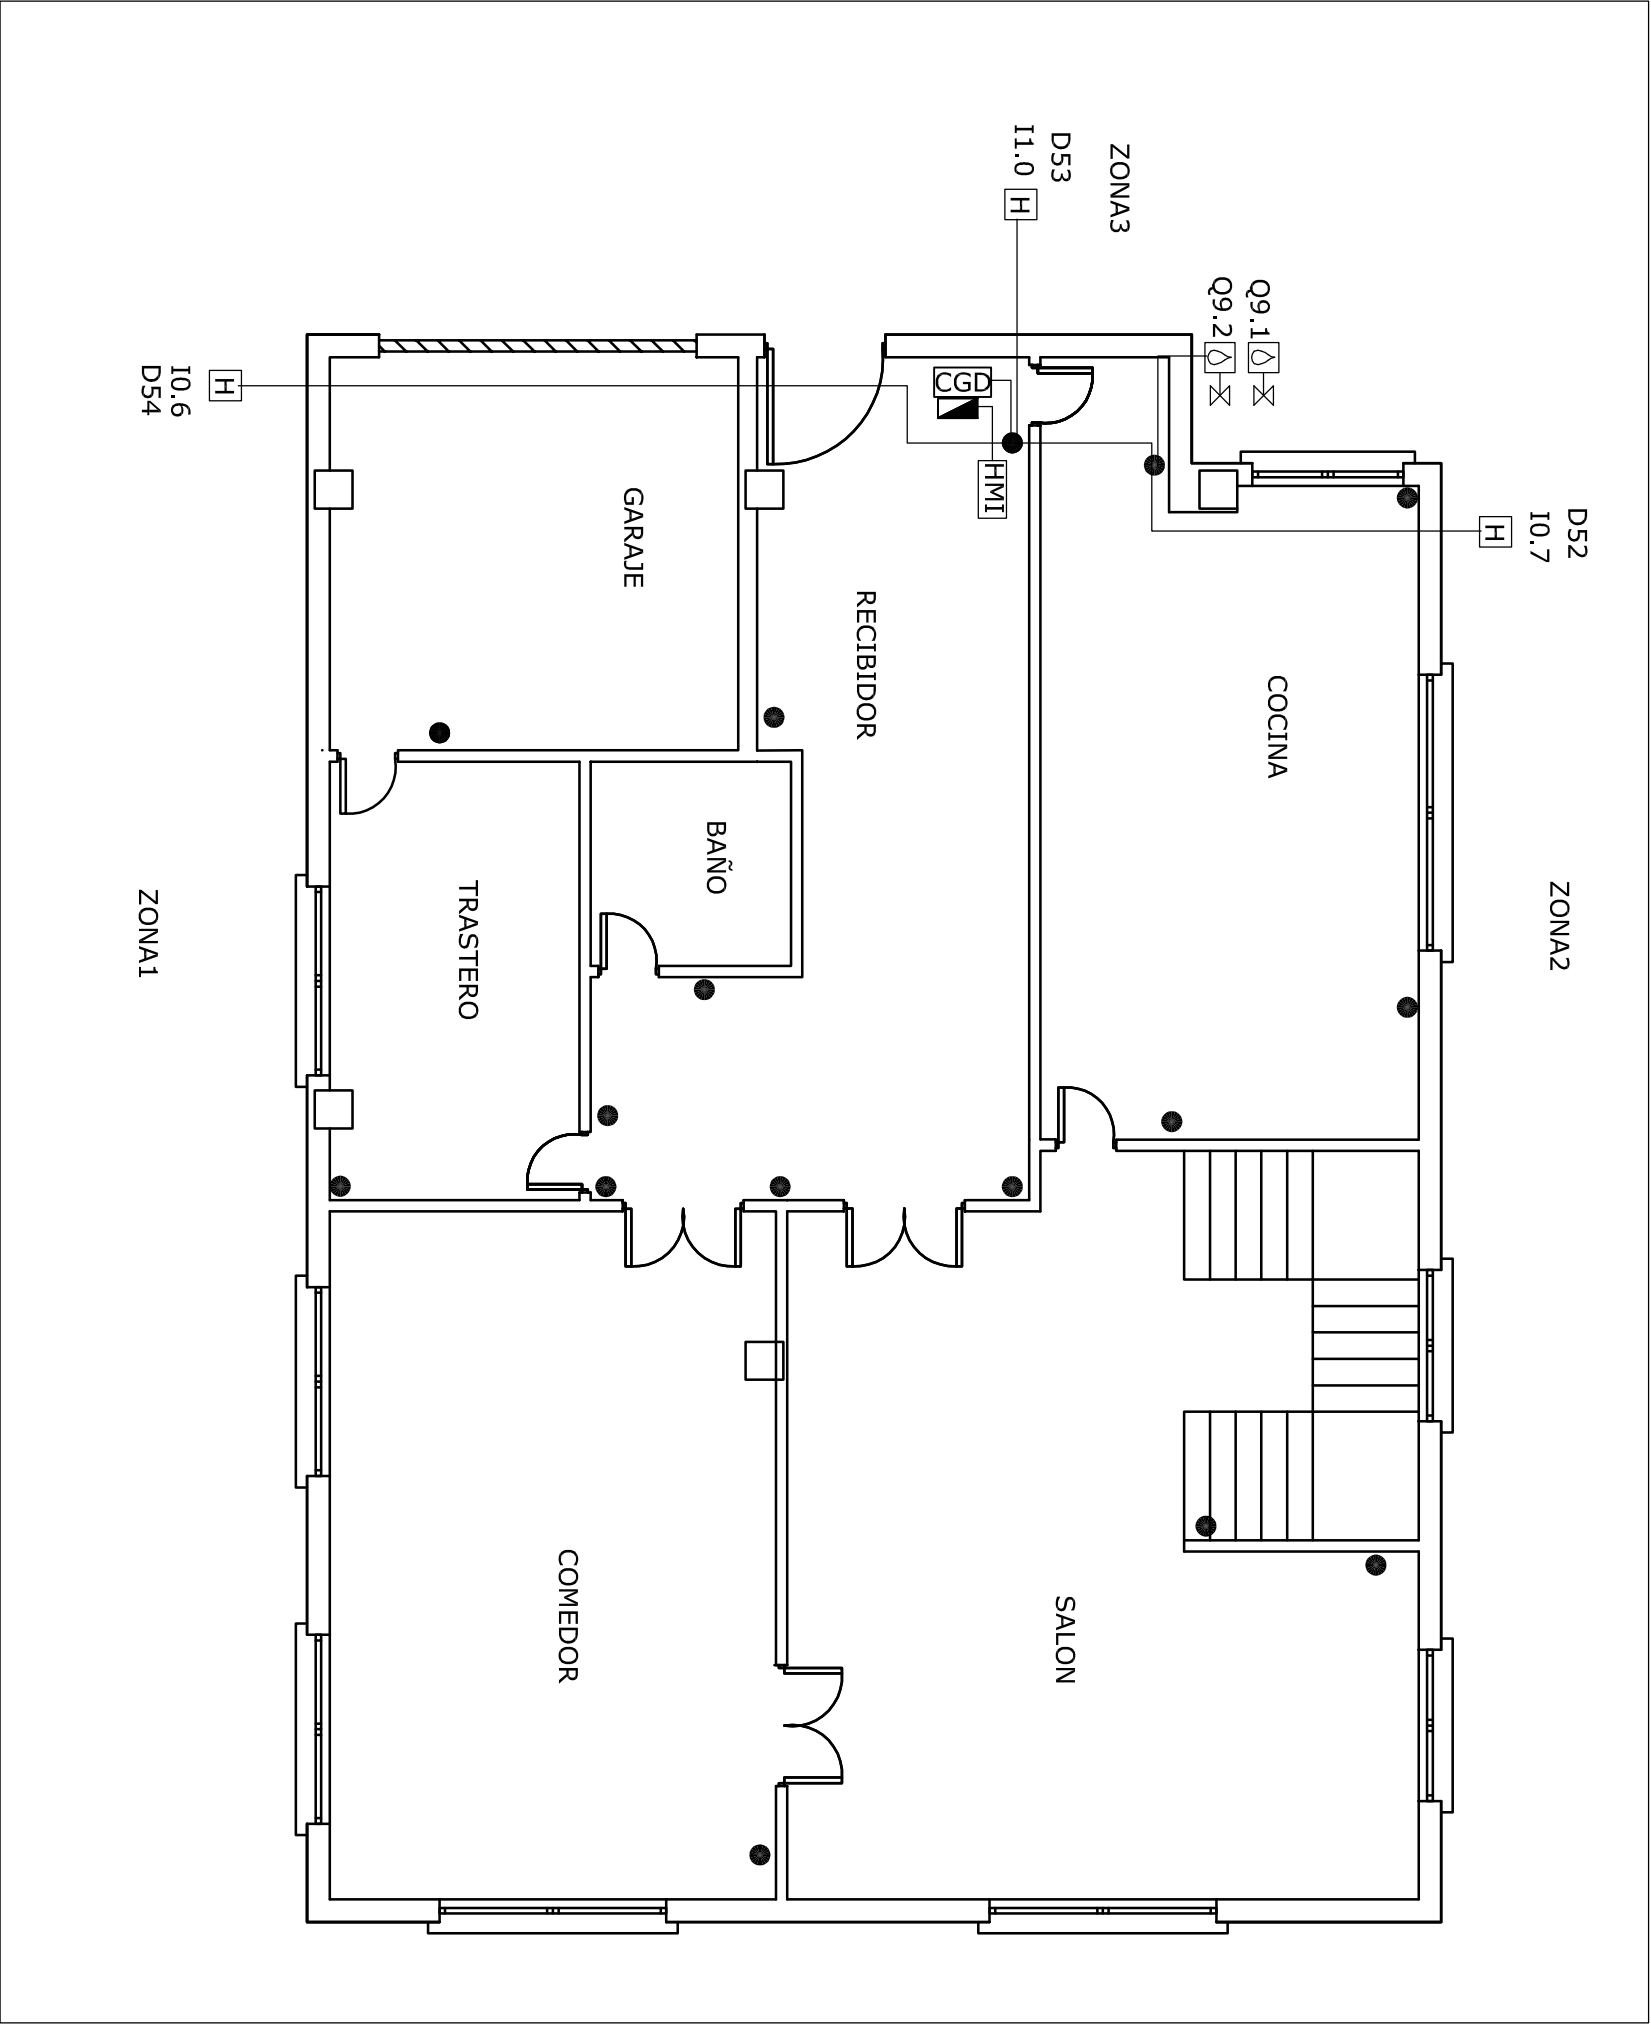 ZONA3
D53
I1.0
H
Q9.1
Q9.2
CGD
HMI
D52
I0.7
H
H
I0.6
D54
GARAJE
RECIBIDOR
COCINA
BAÑO
TRASTERO
ZONA1
ZONA2
COMEDOR
SALON